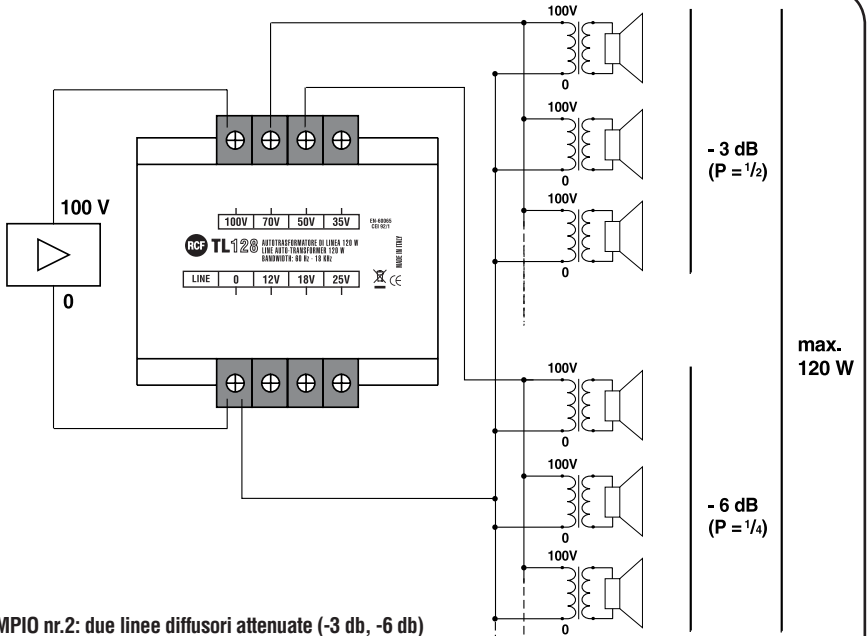 100V
0
100V
0
100V
0
- 3 dB
(P = 1/2)
100 V
0
100V 70V 50V 35V
EN-60065
CEI 92/1
RCF TL128 AUTOTRASFORMATORE DI LINEA 120 W
LINE AUTO-TRANSFORMER 120 W
BANDWIDTH: 60 Hz - 18 KHz
MADE IN ITALY
LINE 0 12V 18V 25V
CE
max.
120 W
100V
0
100V
0
100V
0
- 6 dB
(P = 1/4)
MPIO nr.2: due linee diffusori attenuate (-3 db, -6 db)